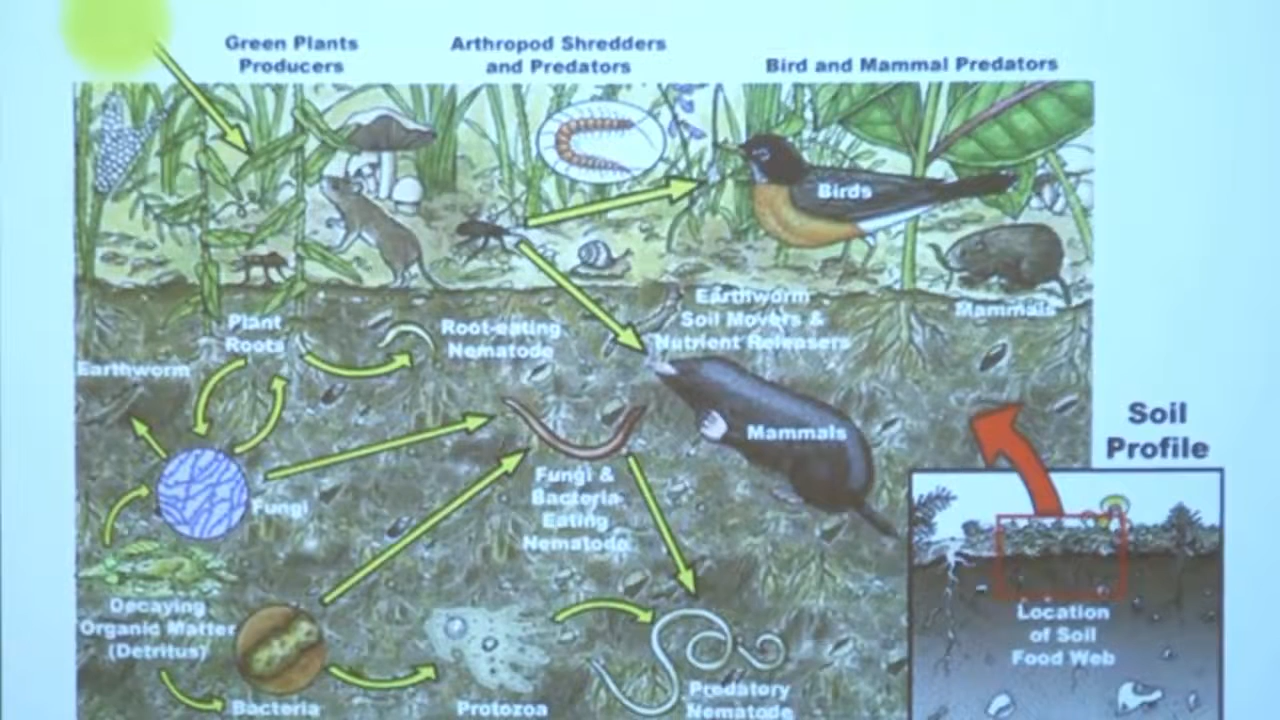 Green Plants
Producers
Arthropod Shredders
and Predators
Bird and Mammal Predators
Birds
Mammals
Plant
Roots
Root-eating
Nematode
Earthworm
Soil Movers &
Nutrient Releasers
Earthworm
Mammals
Soil
Profile
Fungi
Fungi &
Bacteria
Eating
Nematode
Decaying
Organic Matter
(Detritus)
Bacteria
Protozoa
Predatory
Nematode
Location
of Soil
Food Web